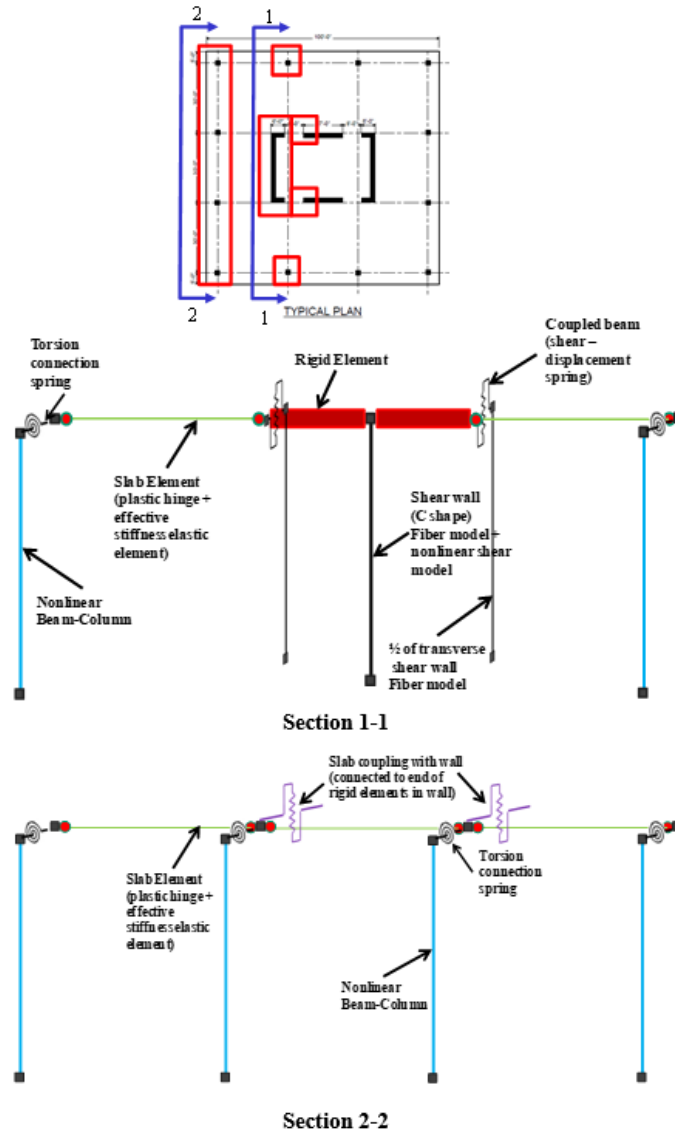 2
1
100'-0"
2
1
TYPICAL PLAN
Torsion
connection
spring
Rigid Element
Coupled beam
(shear –
displacement
spring)
Slab Element
(plastic hinge +
effective
stiffness elastic
element)
Shear wall
(C shape)
Fiber model +
nonlinear shear
model
Nonlinear
Beam-Column
½ of transverse
shear wall
Fiber model
Section 1-1
Slab coupling with wall
(connected to end of
rigid elements in wall)
Slab Element
(plastic hinge +
effective
stiffness elastic
element)
Torsion
connection
spring
Nonlinear
Beam-Column
Section 2-2